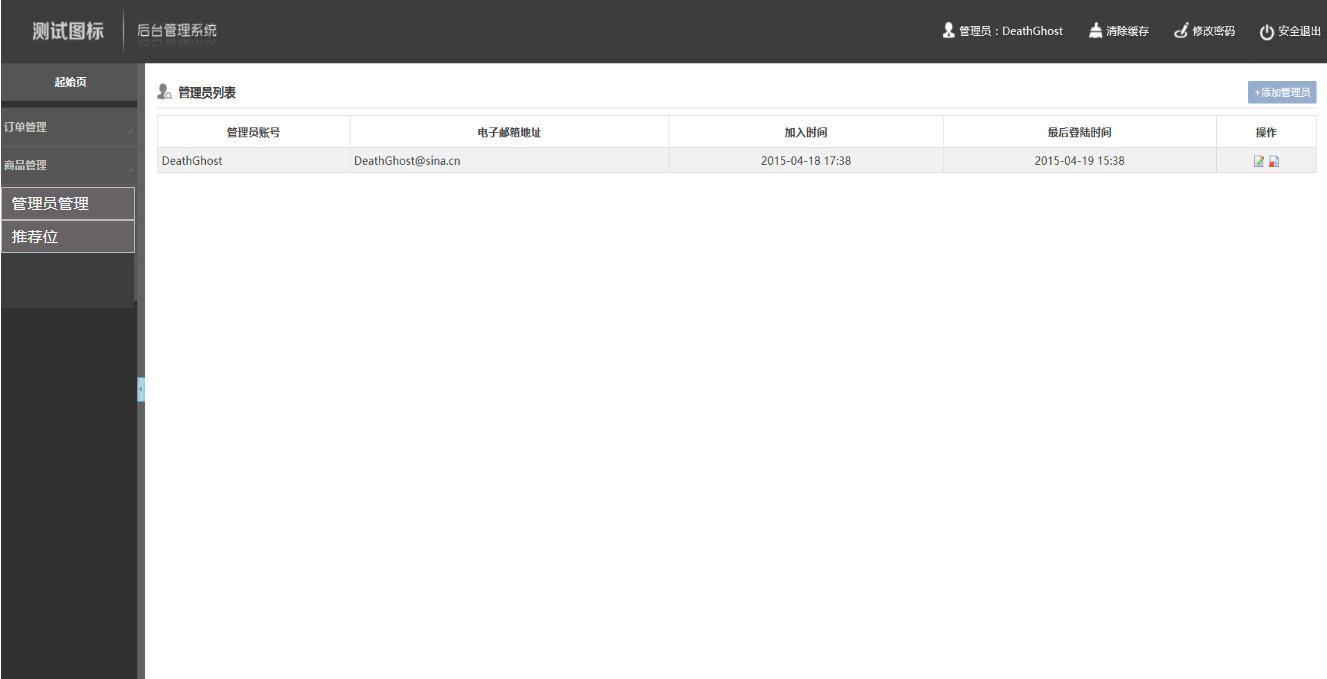 测试图标 后台管理系统 管理员：DeathGhost 清除缓存 修改密码 安全退出
起始页
订单管理
商品管理
管理员管理
推荐位
管理员列表 +添加管理员
管理员账号 电子邮箱地址 加入时间 最后登陆时间 操作
DeathGhost DeathGhost@sina.cn 2015-04-18 17:38 2015-04-19 15:38